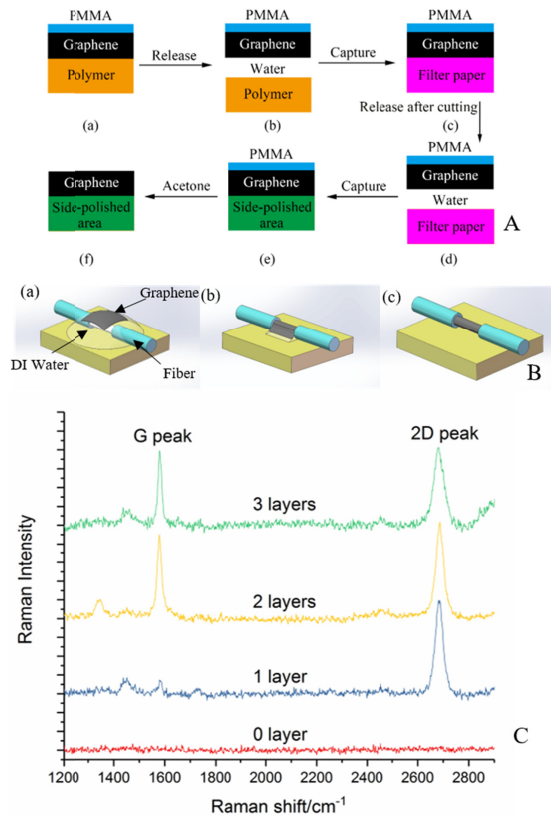 PMMA
PMMA
PMMA
Graphene
Release
Graphene
Capture
Graphene
Polymer
Water
Filter paper
Polymer
(a)
(b)
(c)
Release after cutting
PMMA
PMMA
Graphene
Acetone
Graphene
Capture
Graphene
Side-polished
area
Side-polished
area
Water
Filter paper
A
(f)
(e)
(d)
(a)
Graphene
(b)
(c)
DI Water
Fiber
B
G peak
2D peak
3 layers
2 layers
1 layer
0 layer
C
Raman Intensity
1200 1400 1600 1800 2000 2200 2400 2600 2800
Raman shift/cm-1